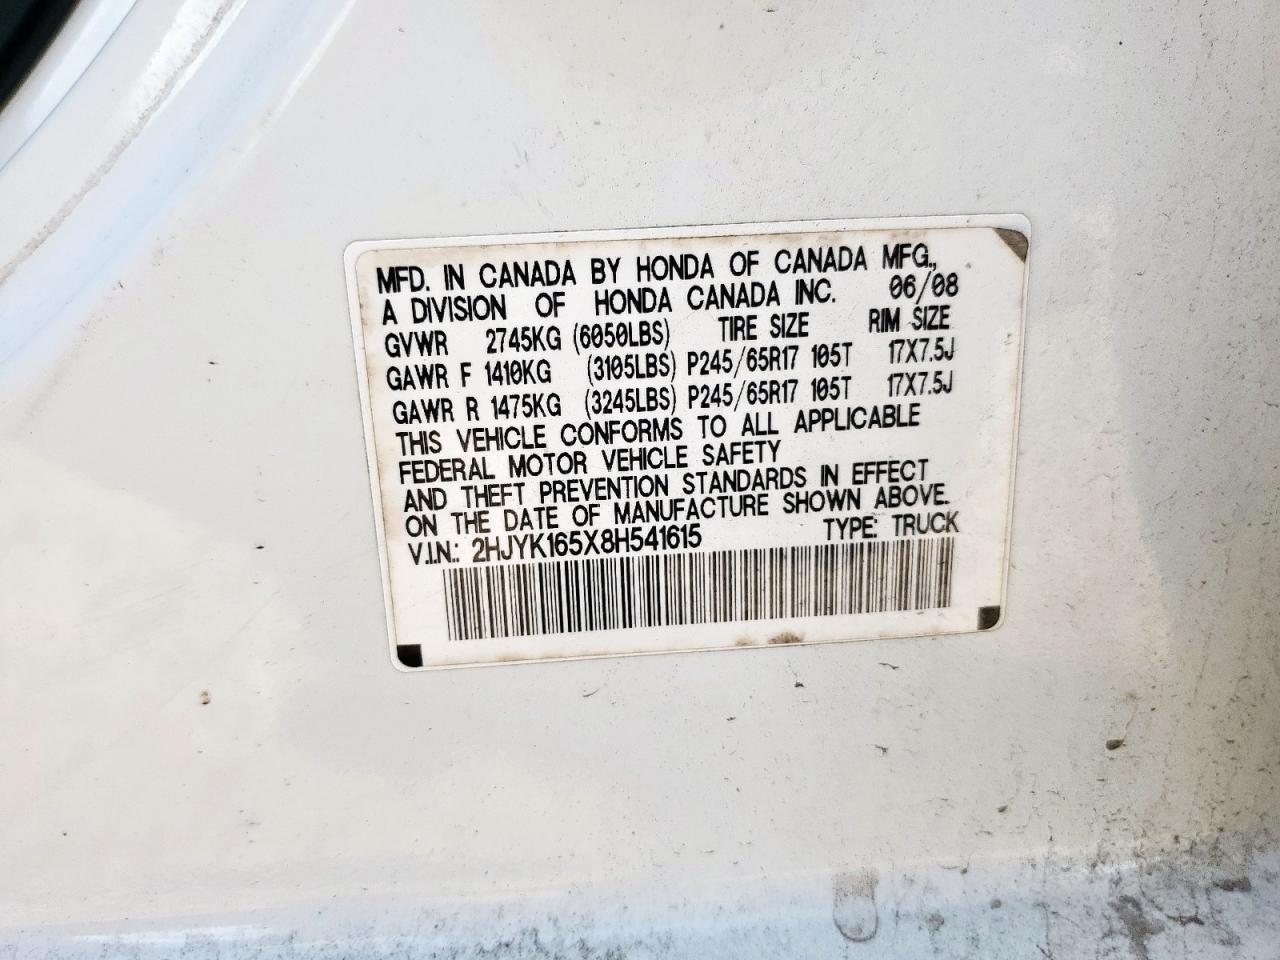 MFD. IN CANADA BY HONDA OF CANADA MFG.,
A DIVISION OF HONDA CANADA INC. 06/08
GVWR 2745KG (6050LBS) TIRE SIZE RIM SIZE
GAWR F 1410KG (3105LBS) P245/65R17 105T 17X7.5J
GAWR R 1475KG (3245LBS) P245/65R17 105T 17X7.5J
THIS VEHICLE CONFORMS TO ALL APPLICABLE
FEDERAL MOTOR VEHICLE SAFETY
AND THEFT PREVENTION STANDARDS IN EFFECT
ON THE DATE OF MANUFACTURE SHOWN ABOVE.
V.I.N.: 2HJYK165X8H541615 TYPE: TRUCK